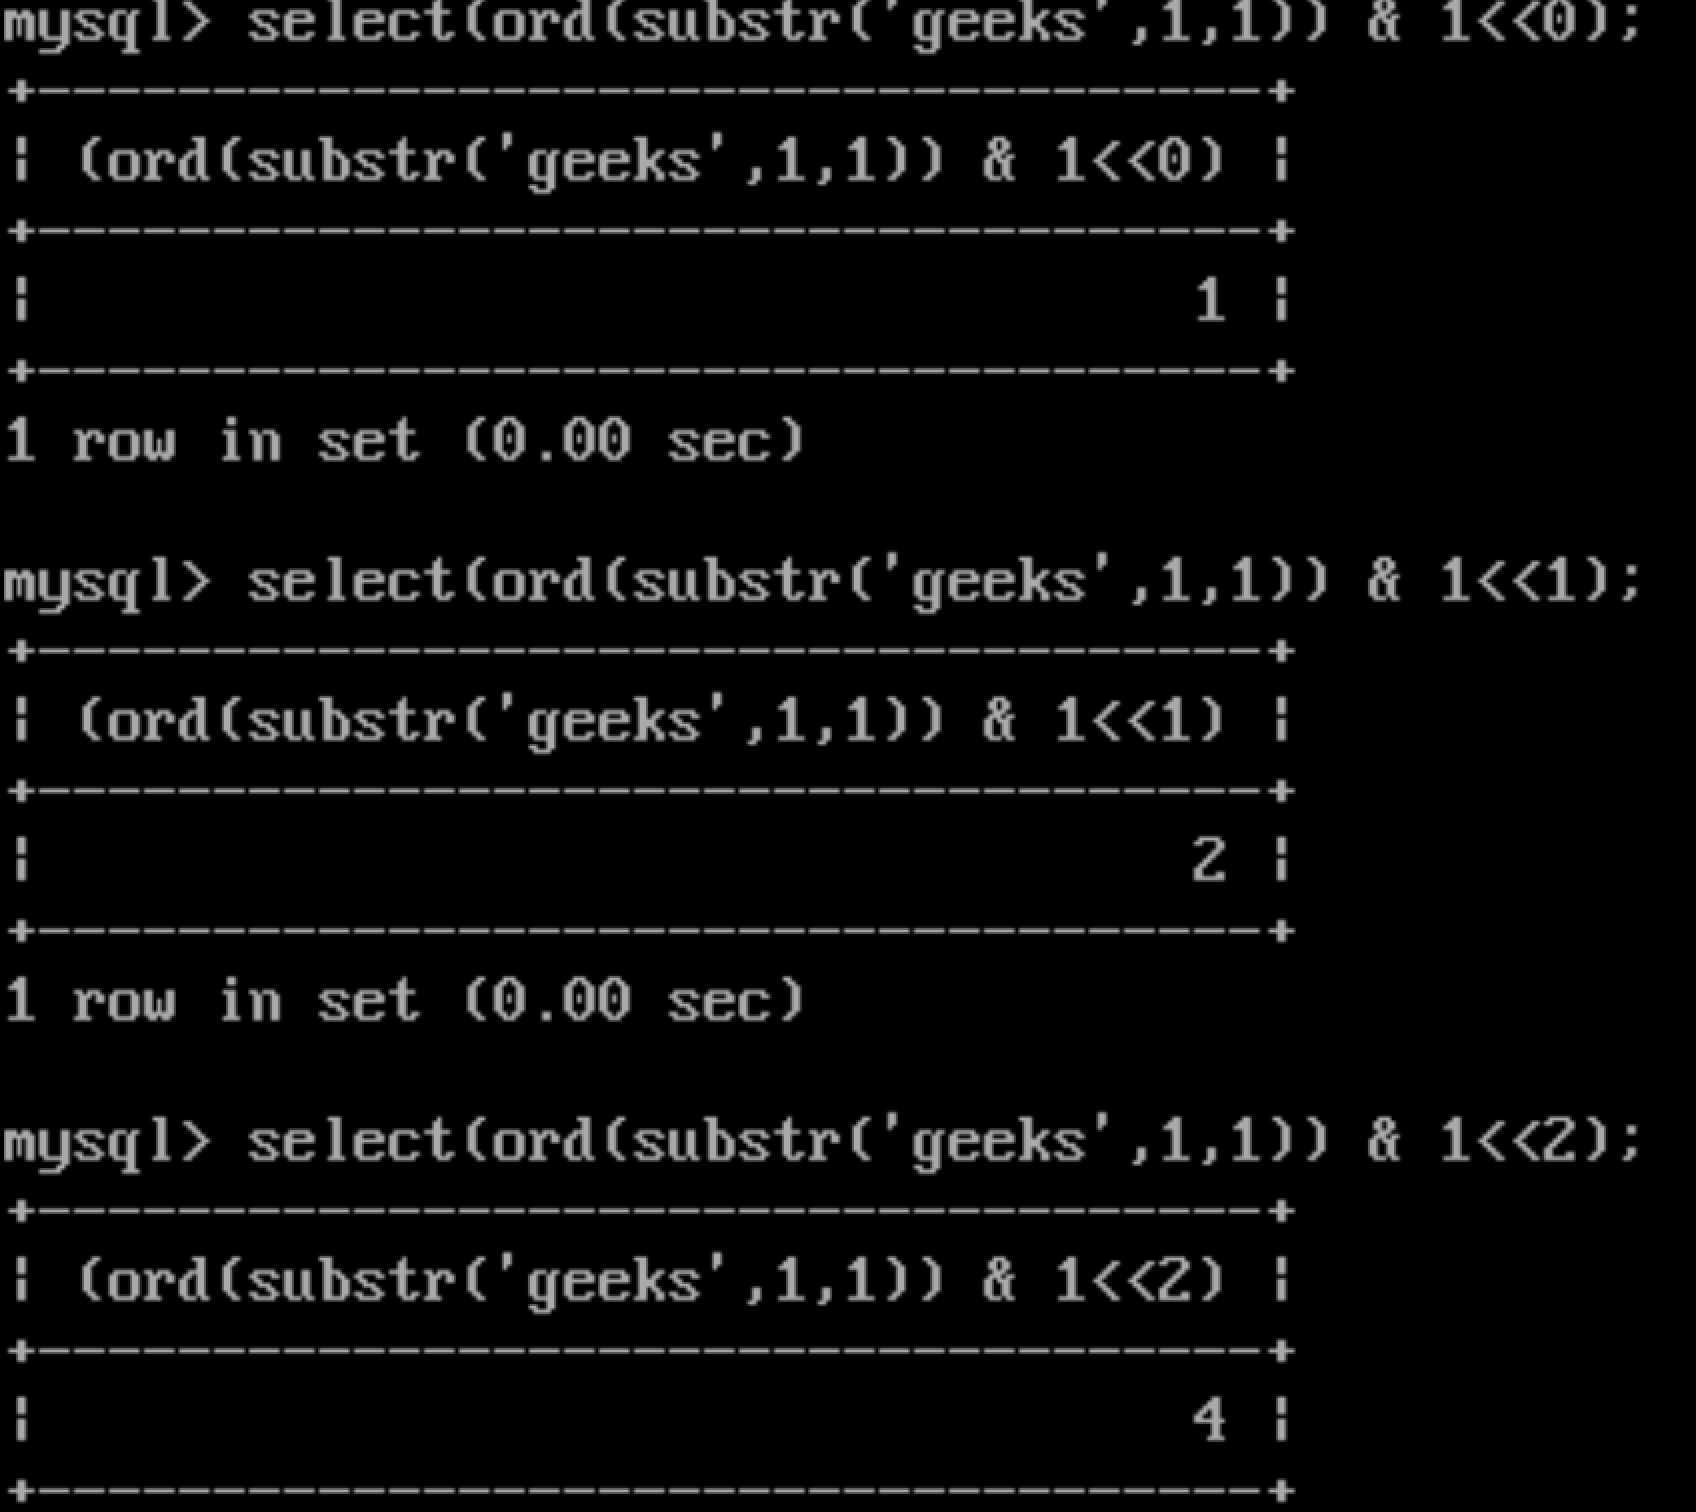 mysql> select(ord(substr('geeks',1,1)) & 1<<0);
+-----------------------------------+
| (ord(substr('geeks',1,1)) & 1<<0) |
+-----------------------------------+
|                                 1 |
+-----------------------------------+
1 row in set (0.00 sec)
mysql> select(ord(substr('geeks',1,1)) & 1<<1);
+-----------------------------------+
| (ord(substr('geeks',1,1)) & 1<<1) |
+-----------------------------------+
|                                 2 |
+-----------------------------------+
1 row in set (0.00 sec)
mysql> select(ord(substr('geeks',1,1)) & 1<<2);
+-----------------------------------+
| (ord(substr('geeks',1,1)) & 1<<2) |
+-----------------------------------+
|                                 4 |
+-----------------------------------+